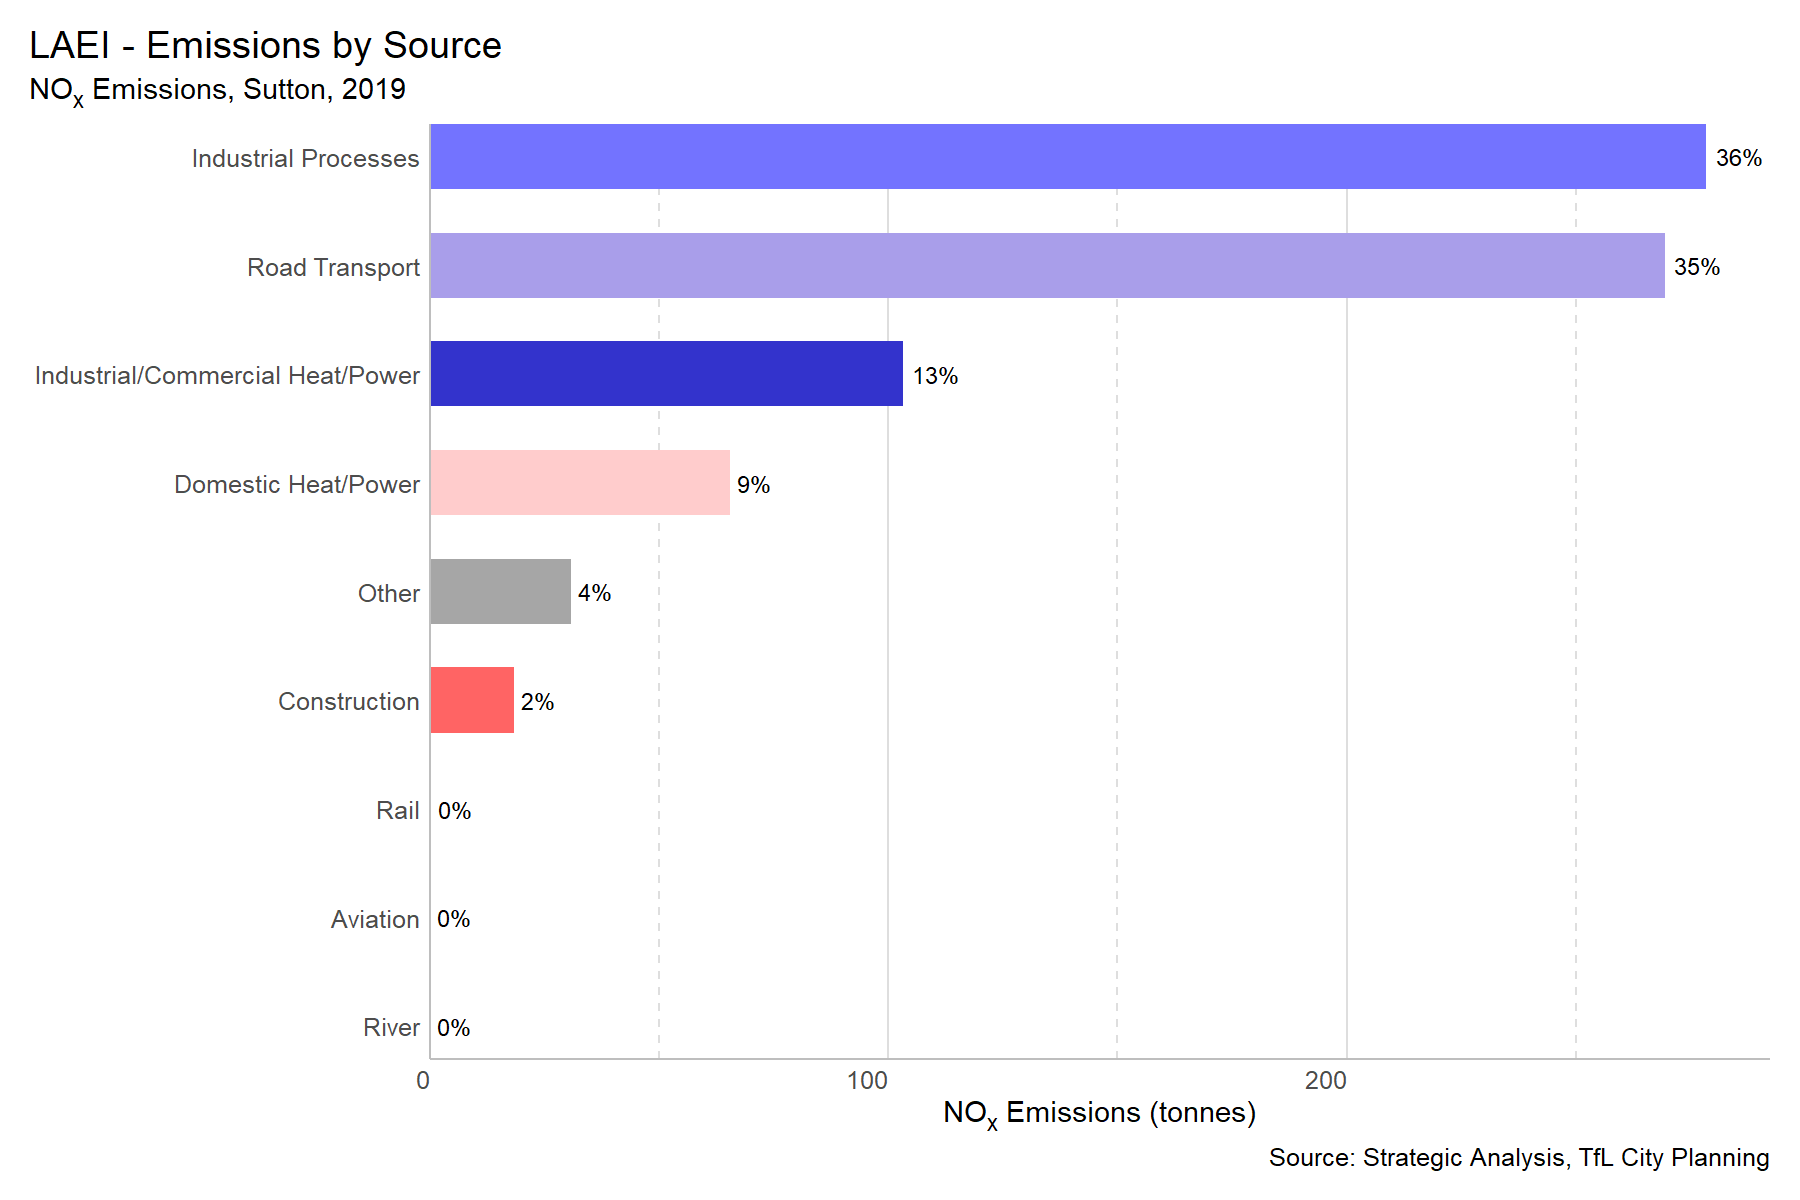 LAEI - Emissions by Source
NOx Emissions, Sutton, 2019
Industrial Processes 36%
Road Transport 35%
Industrial/Commercial Heat/Power 13%
Domestic Heat/Power 9%
Other 4%
Construction 2%
Rail 0%
Aviation 0%
River 0%
0 100 200
NOx Emissions (tonnes)
Source: Strategic Analysis, TfL City Planning